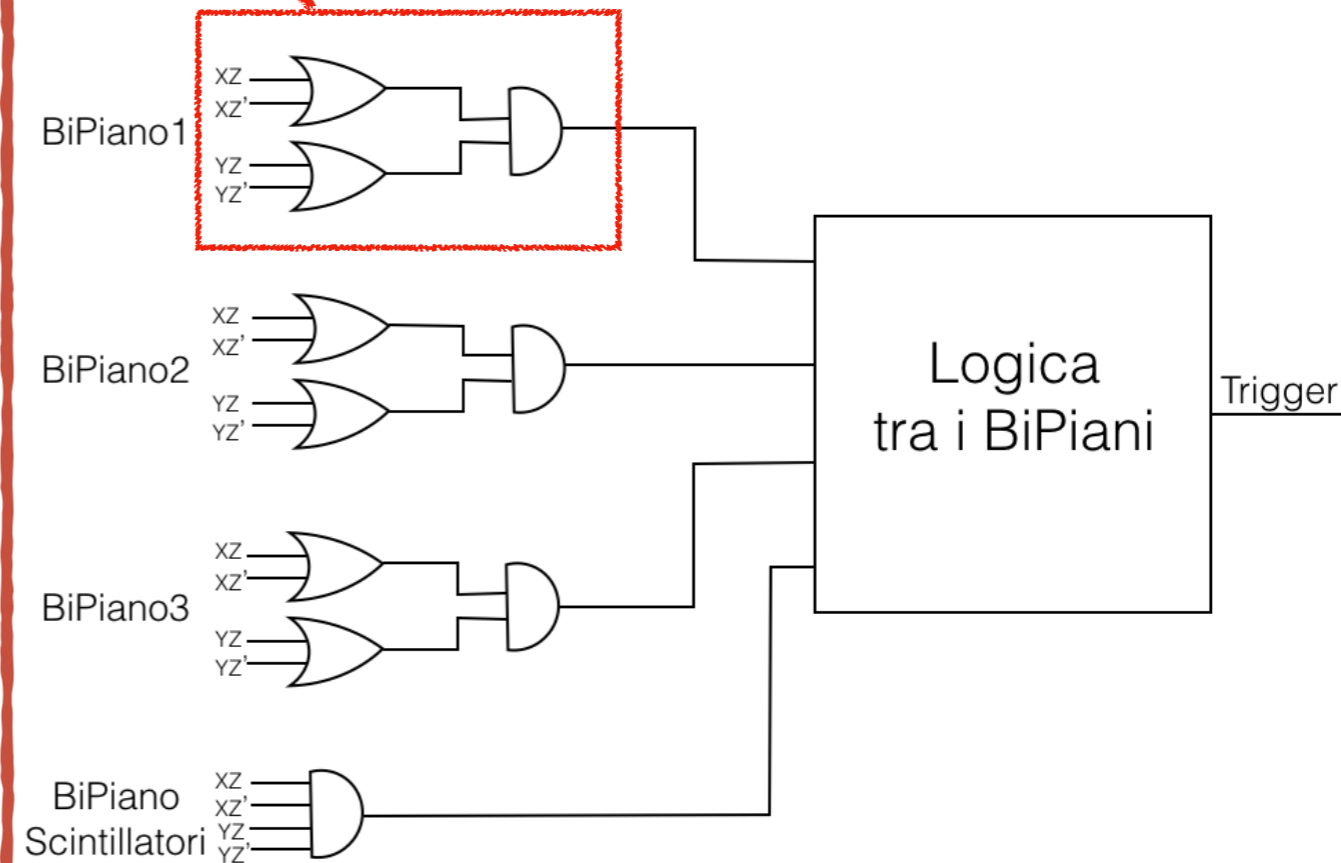 BiPiano1
XZ
XZ'
YZ
YZ'
BiPiano2
XZ
XZ'
YZ
YZ'
BiPiano3
XZ
XZ'
YZ
YZ'
BiPiano
Scintillatori
XZ
XZ'
YZ
YZ'
Logica
tra i BiPiani
Trigger